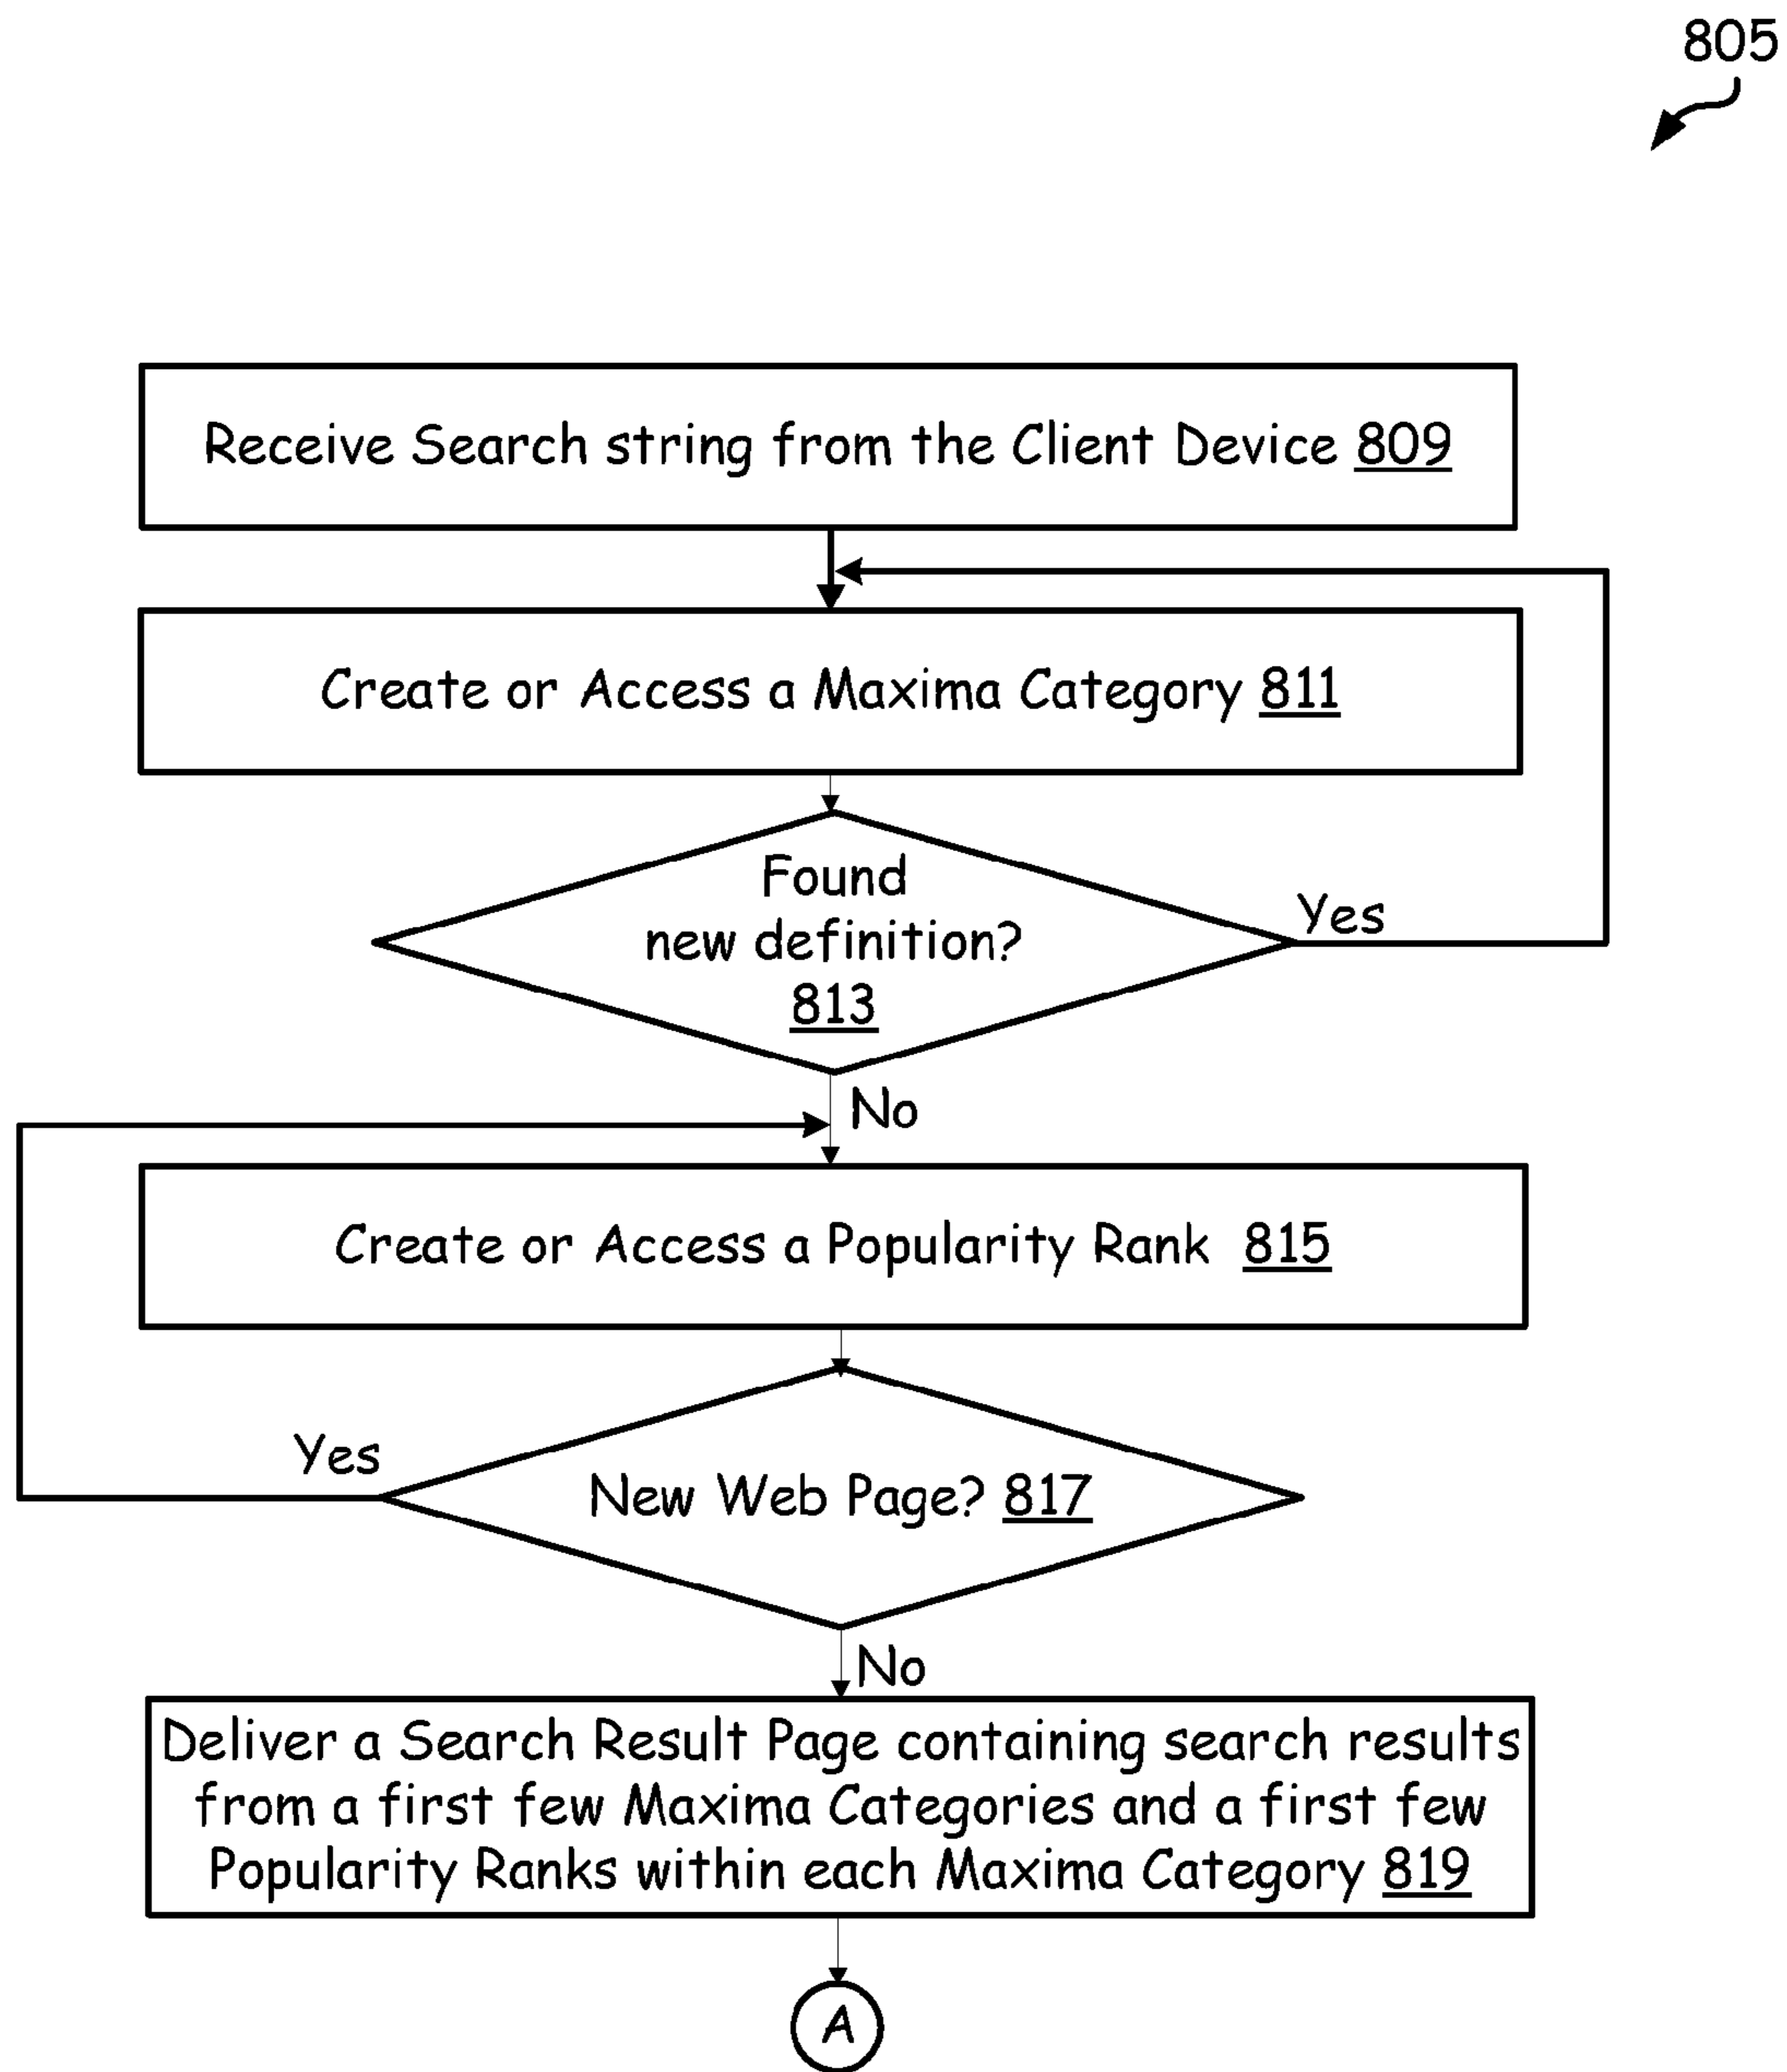 805
Receive Search string from the Client Device 809
Create or Access a Maxima Category 811
Found
new definition?
813
Yes
No
Create or Access a Popularity Rank 815
Yes
New Web Page? 817
No
Deliver a Search Result Page containing search results
from a first few Maxima Categories and a first few
Popularity Ranks within each Maxima Category 819
A